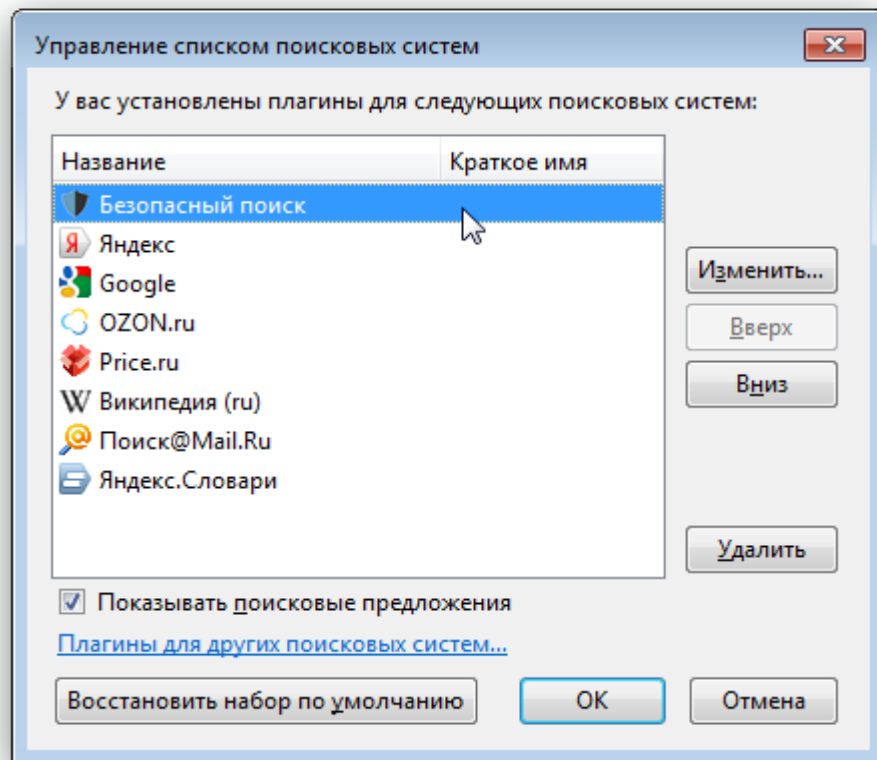 Управление списком поисковых систем
У вас установлены плагины для следующих поисковых систем:
Название Краткое имя
Безопасный поиск
Яндекс
Google
OZON.ru
Price.ru
Википедия (ru)
Поиск@Mail.Ru
Яндекс.Словари
Изменить...
Вверх
Вниз
Удалить
Показывать поисковые предложения
Плагины для других поисковых систем...
Восстановить набор по умолчанию OK Отмена